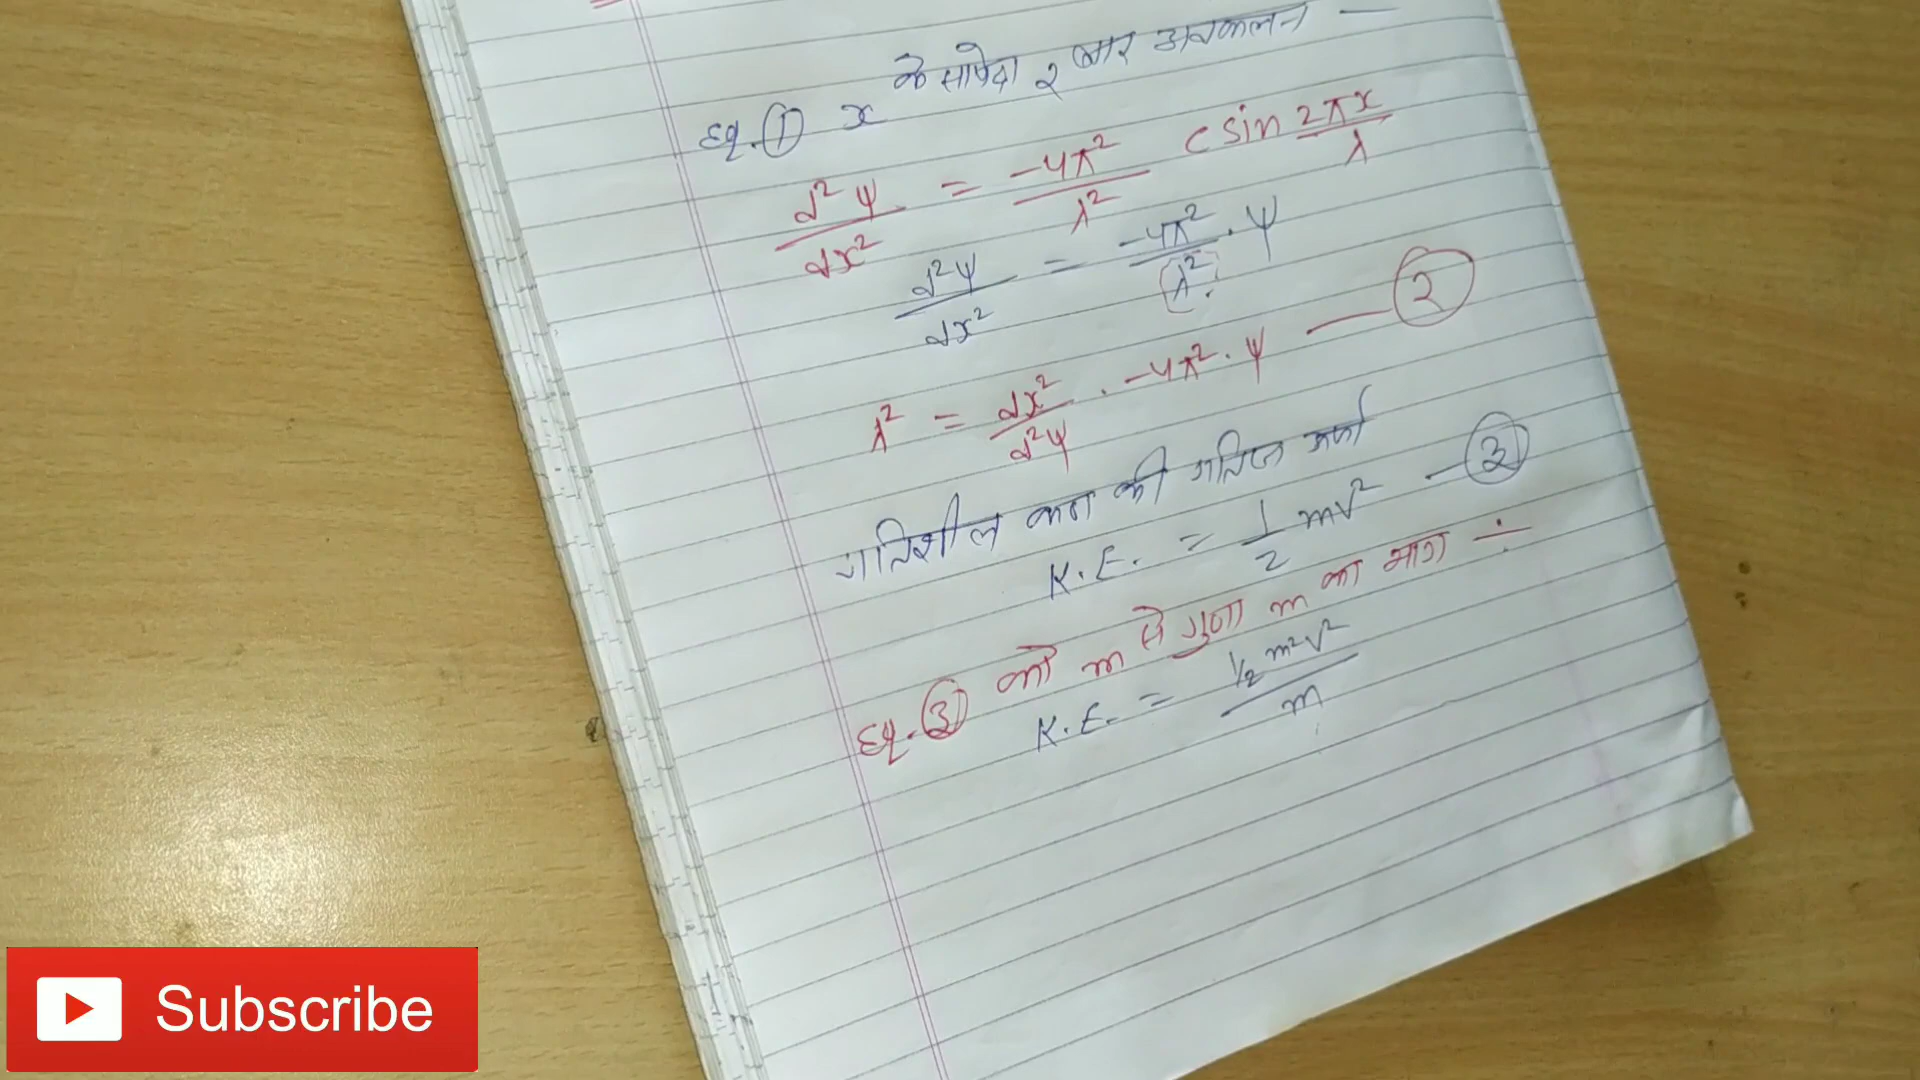 Eq. ① x के सापेक्ष २ बार अवकलन —
d²ψ/dx² = -4π²/λ² c sin 2πx/λ
d²ψ/dx² = -4π²/λ² . ψ
λ² = dx²/d²ψ . -4π² . ψ — ②
गतिशील कण की गतिज ऊर्जा
K.E. = 1/2 mv² — ③
Eq. ③ को m से गुणा m का भाग ÷
K.E. = ½ m²v²/m
Subscribe